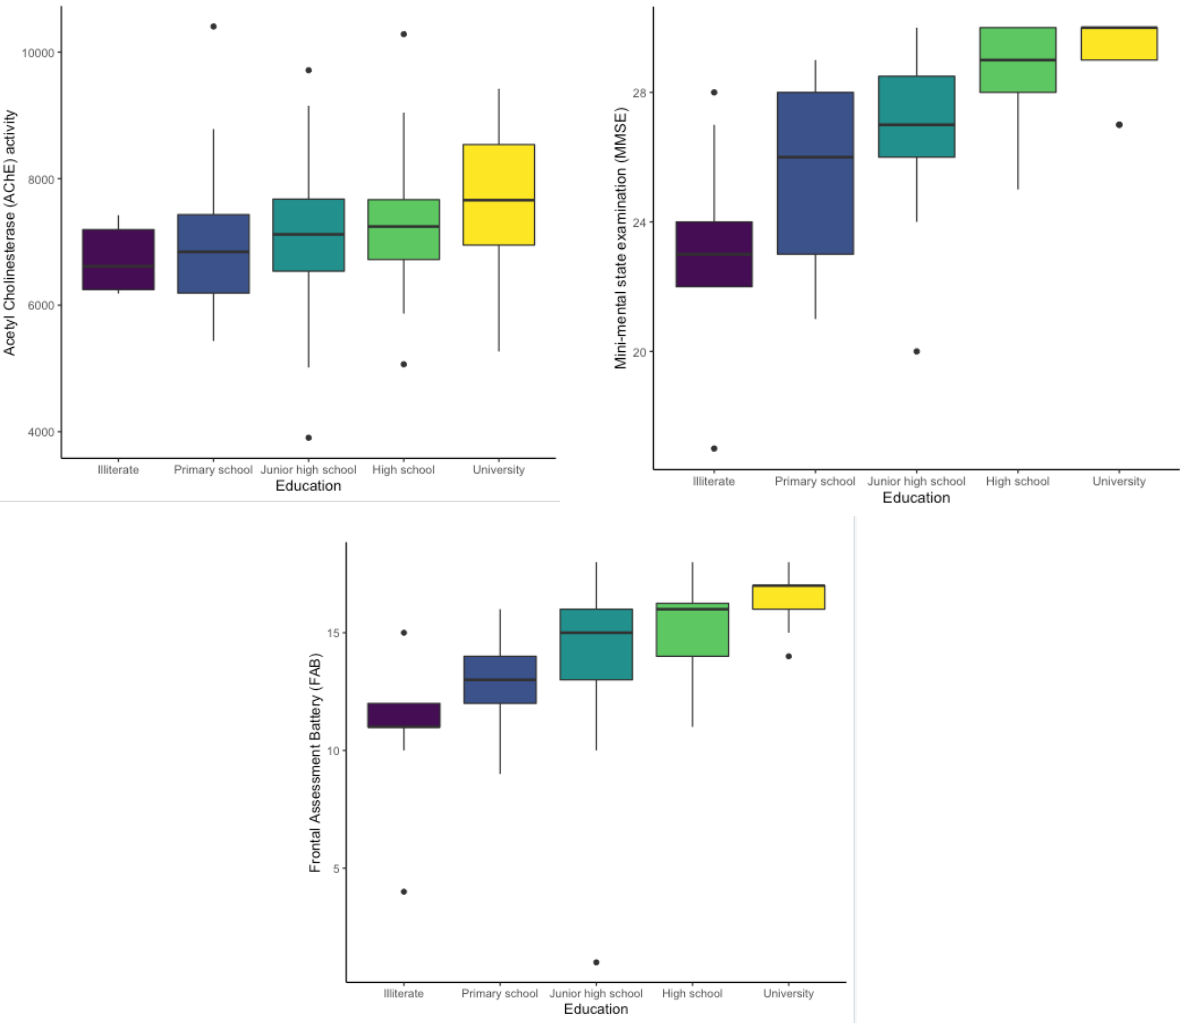 Acetyl Cholinesterase (AChE) activity
10000
8000
6000
4000
Illiterate Primary school Junior high school High school University
Education
Mini-mental state examination (MMSE)
28
24
20
Illiterate Primary school Junior high school High school University
Education
Frontal Assessment Battery (FAB)
15
10
5
Illiterate Primary school Junior high school High school University
Education